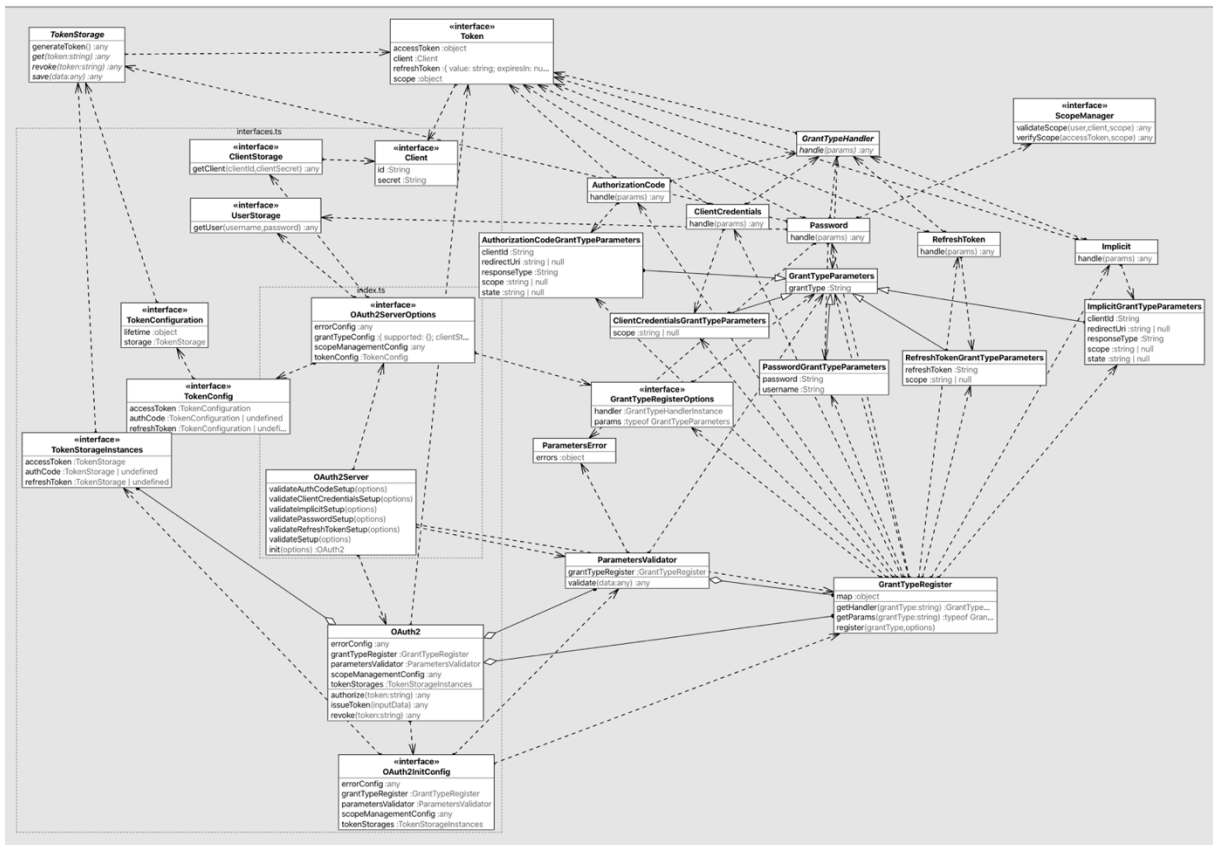 TokenStorage
generateToken() :any
get(token:string) :any
revoke(token:string) :any
save(data:any) :any
«interface»
Token
accessToken :object
client :Client
refreshToken :{ value: string; expiresIn: nu...
scope :object
«interface»
ScopeManager
validateScope(user,client,scope) :any
verifyScope(accessToken,scope) :any
interfaces.ts
«interface»
ClientStorage
getClient(clientId,clientSecret) :any
«interface»
Client
id :String
secret :String
GrantTypeHandler
handle(params) :any
AuthorizationCode
handle(params) :any
«interface»
UserStorage
getUser(username,password) :any
ClientCredentials
handle(params) :any
Password
handle(params) :any
RefreshToken
handle(params) :any
Implicit
handle(params) :any
AuthorizationCodeGrantTypeParameters
clientId :String
redirectUri :string | null
responseType :String
scope :string | null
state :string | null
GrantTypeParameters
grantType :String
index.ts
«interface»
TokenConfiguration
lifetime :object
storage :TokenStorage
«interface»
OAuth2ServerOptions
errorConfig :any
grantTypeConfig :{ supported: {}; clientSt...
scopeManagementConfig :any
tokenConfig :TokenConfig
ClientCredentialsGrantTypeParameters
scope :string | null
ImplicitGrantTypeParameters
clientId :String
redirectUri :string | null
responseType :String
scope :string | null
state :string | null
PasswordGrantTypeParameters
password :String
username :String
RefreshTokenGrantTypeParameters
refreshToken :String
scope :string | null
«interface»
TokenConfig
accessToken :TokenConfiguration
authCode :TokenConfiguration | undefined
refreshToken :TokenConfiguration | undefi...
«interface»
GrantTypeRegisterOptions
handler :GrantTypeHandlerInstance
params :typeof GrantTypeParameters
«interface»
TokenStorageInstances
accessToken :TokenStorage
authCode :TokenStorage | undefined
refreshToken :TokenStorage | undefined
ParametersError
errors :object
OAuth2Server
validateAuthCodeSetup(options)
validateClientCredentialsSetup(options)
validateImplicitSetup(options)
validatePasswordSetup(options)
validateRefreshTokenSetup(options)
validateSetup(options)
init(options) :OAuth2
ParametersValidator
grantTypeRegister :GrantTypeRegister
validate(data:any) :any
GrantTypeRegister
map :object
getHandler(grantType:string) :GrantType...
getParams(grantType:string) :typeof Gran...
register(grantType,options)
OAuth2
errorConfig :any
grantTypeRegister :GrantTypeRegister
parametersValidator :ParametersValidator
scopeManagementConfig :any
tokenStorages :TokenStorageInstances
authorize(token:string) :any
issueToken(inputData) :any
revoke(token:string) :any
«interface»
OAuth2InitConfig
errorConfig :any
grantTypeRegister :GrantTypeRegister
parametersValidator :ParametersValidator
scopeManagementConfig :any
tokenStorages :TokenStorageInstances